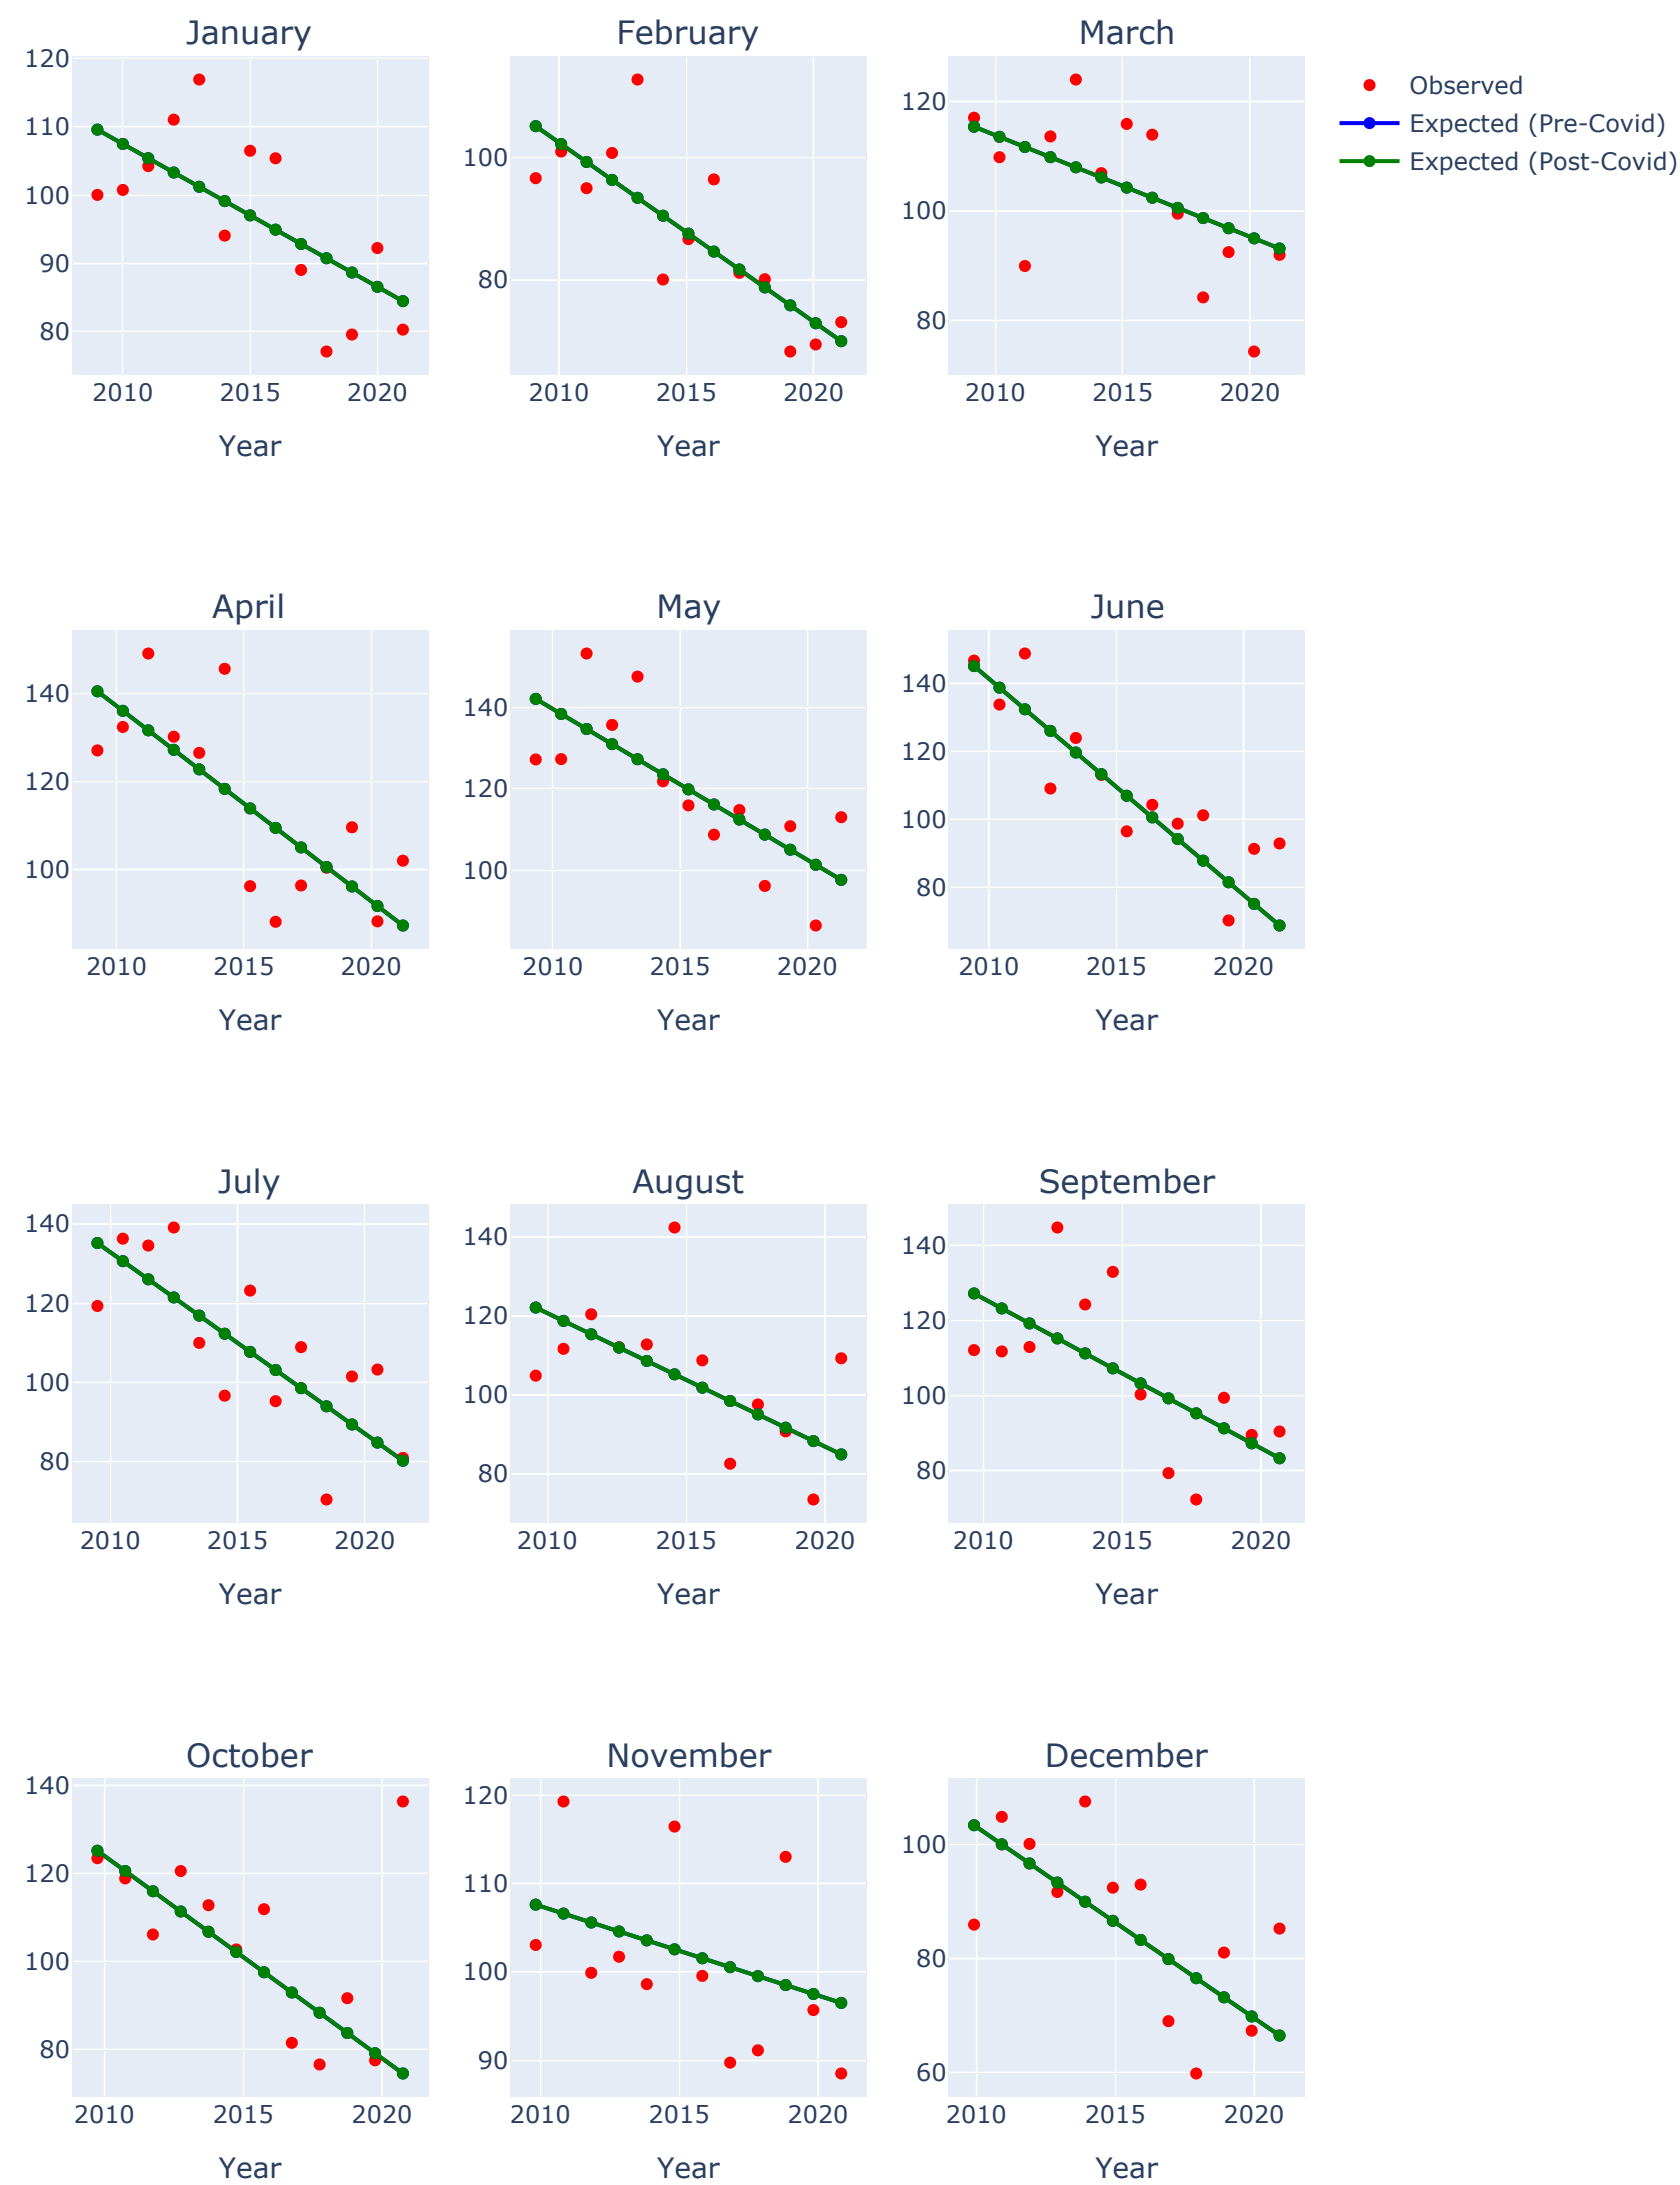 January
February
March
Observed
Expected (Pre-Covid)
Expected (Post-Covid)
120
110
100
90
80
2010 2015 2020
Year
100
80
2010 2015 2020
Year
120
100
80
2010 2015 2020
Year
April
May
June
140
120
100
2010 2015 2020
Year
140
120
100
2010 2015 2020
Year
140
120
100
80
2010 2015 2020
Year
July
August
September
140
120
100
80
2010 2015 2020
Year
140
120
100
80
2010 2015 2020
Year
140
120
100
80
2010 2015 2020
Year
October
November
December
140
120
100
80
2010 2015 2020
Year
120
110
100
90
2010 2015 2020
Year
100
80
60
2010 2015 2020
Year